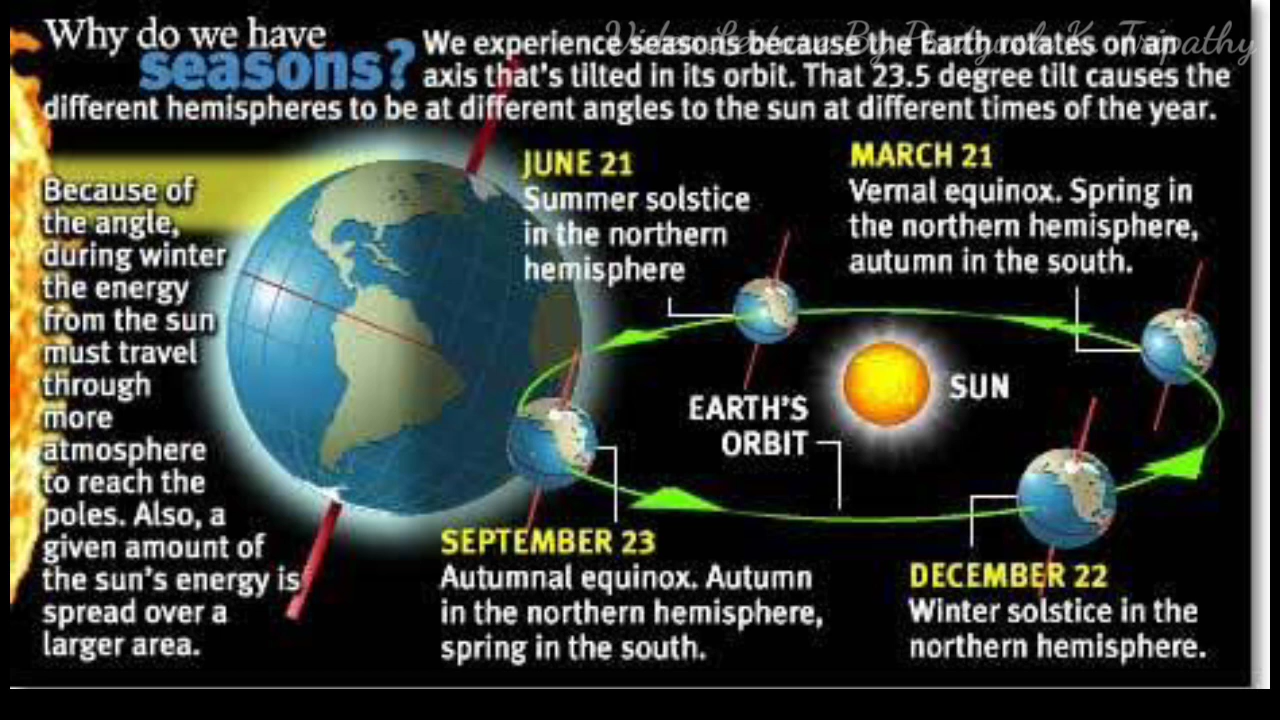 Why do we have
seasons?
We experience seasons because the Earth rotates on an
axis that's tilted in its orbit. That 23.5 degree tilt causes the
different hemispheres to be at different angles to the sun at different times of the year.
Video Lecture By K. Tripathy
Because of
the angle,
during winter
the energy
from the sun
must travel
through
more
atmosphere
to reach the
poles. Also, a
given amount of
the sun's energy is
spread over a
larger area.
JUNE 21
Summer solstice
in the northern
hemisphere
MARCH 21
Vernal equinox. Spring in
the northern hemisphere,
autumn in the south.
SUN
EARTH'S
ORBIT
SEPTEMBER 23
Autumnal equinox. Autumn
in the northern hemisphere,
spring in the south.
DECEMBER 22
Winter solstice in the
northern hemisphere.